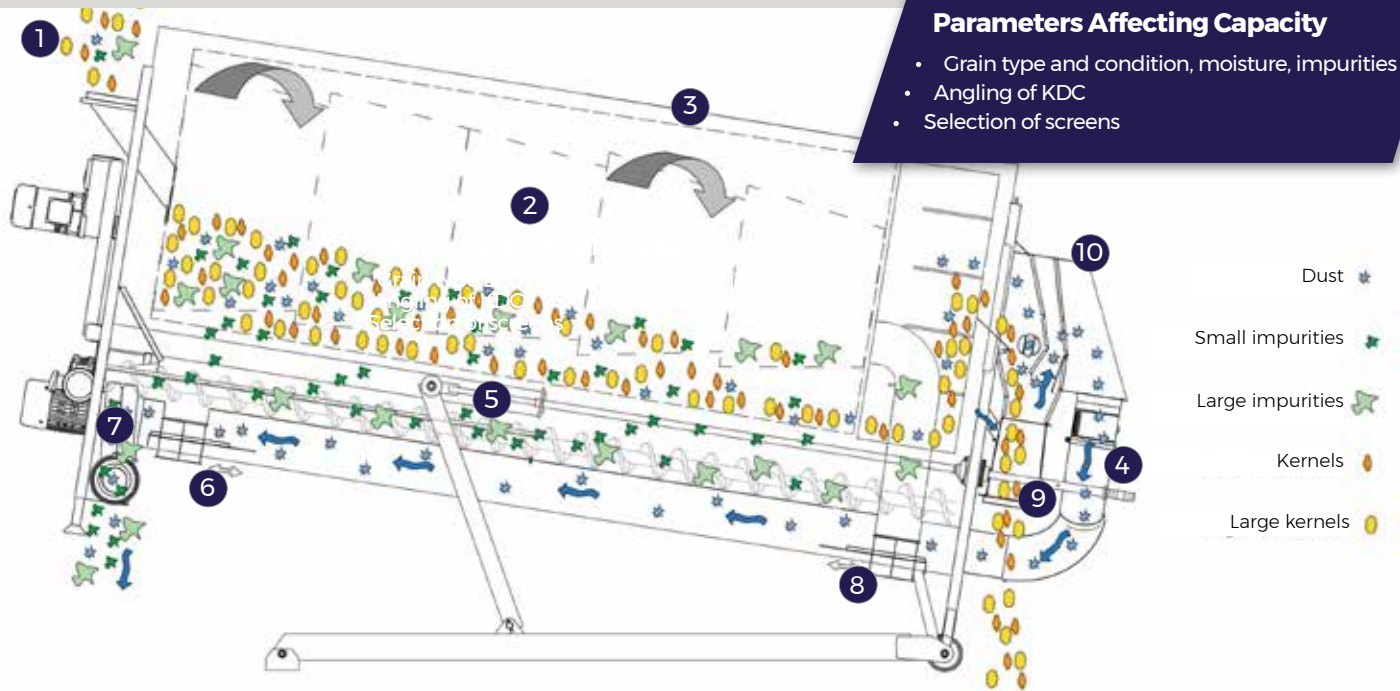 Parameters Affecting Capacity
• Grain type and condition, moisture, impurities
• Angling of KDC
• Selection of screens
1
3
2
10
Dust
Small impurities
Large impurities
5
7
4
Kernels
6
9
Large kernels
8